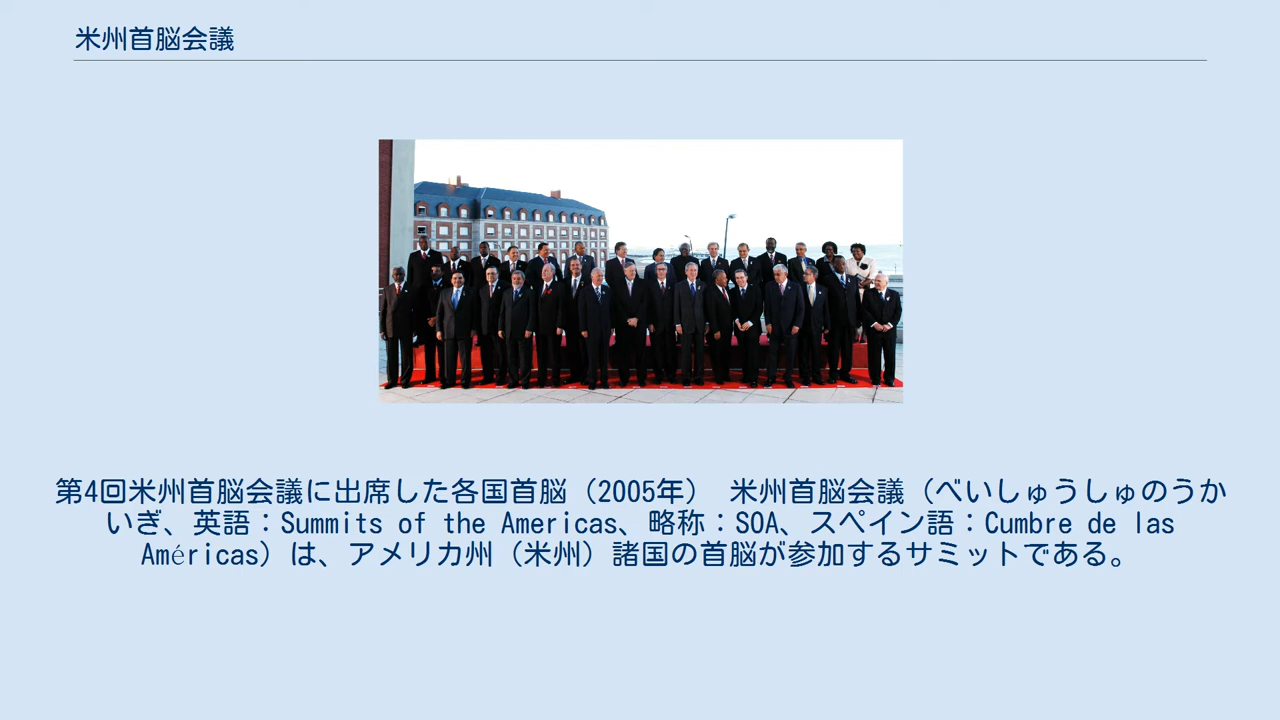 米州首脳会議
第4回米州首脳会議に出席した各国首脳（2005年） 米州首脳会議（べいしゅうしゅのうか
いぎ、英語：Summits of the Americas、略称：SOA、スペイン語：Cumbre de las
Américas）は、アメリカ州（米州）諸国の首脳が参加するサミットである。